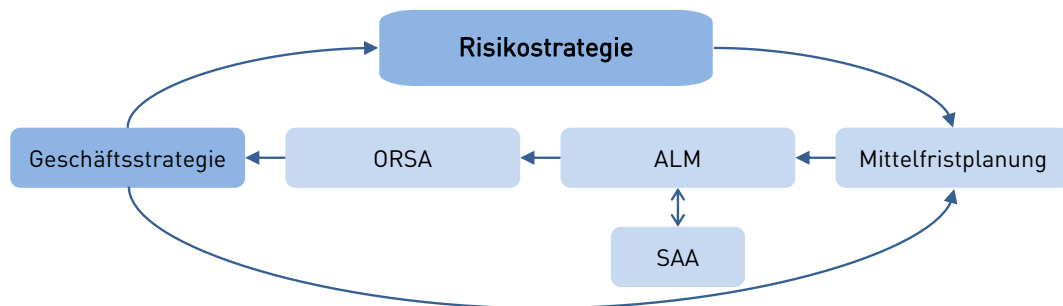 Risikostrategie
Geschäftsstrategie
ORSA
ALM
Mittelfristplanung
SAA